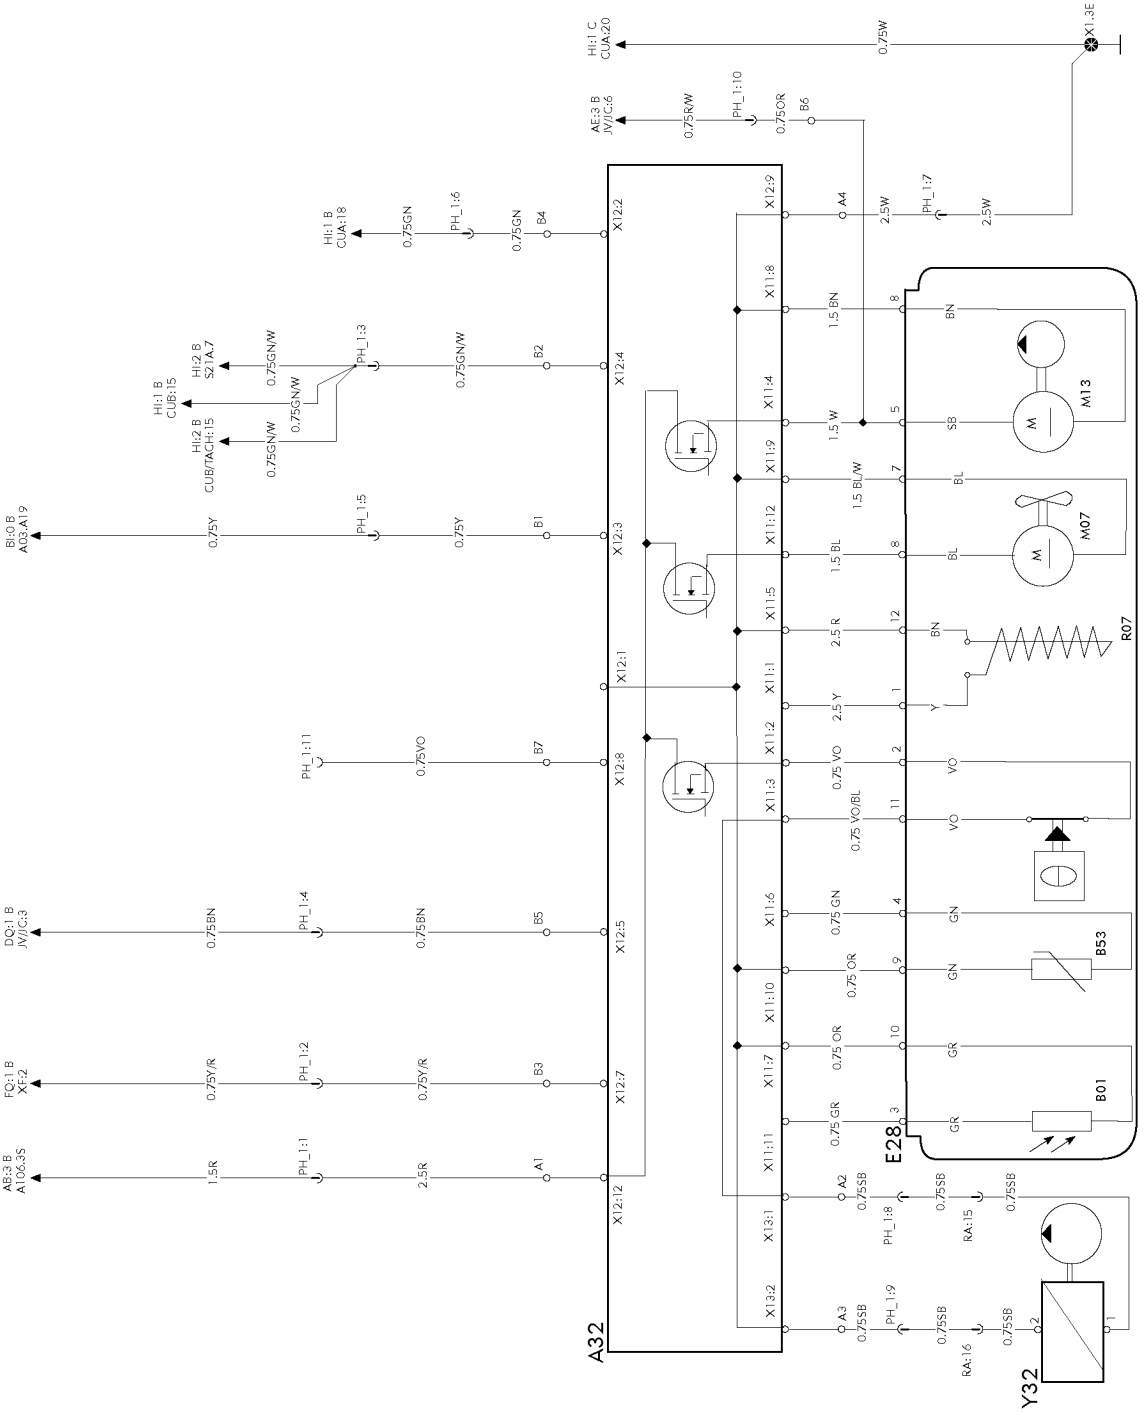 HI:1 C
CUA:20
0.75W
X1.3E
AE:3 B
JV/JC:6
0.75R/W
PH_1:10
0.75OR
B6
HI:1 B
CUA:18
0.75GN
PH_1:6
0.75GN
B4
X12:2
X12:9
A4
2.5W
PH_1:7
2.5W
HI:2 B
S21A.7
0.75GN/W
PH_1:3
0.75GN/W
B2
X12:4
HI:1 B
CUB:15
0.75GN/W
HI:2 B
CUB/TACH:15
0.75GN/W
X11:8
1.5 BN
8
BN
X11:4
1.5 W
5
SB
M
M13
X11:9
1.5 BL/W
7
BL
BI:0 B
A03.A19
0.75Y
PH_1:5
0.75Y
B1
X12:3
X11:12
1.5 BL
8
BL
M
M07
X11:5
2.5 R
12
BN
R07
X12:1
X11:1
2.5 Y
1
Y
PH_1:11
0.75VO
B7
X12:8
X11:2
0.75 VO
2
VO
X11:3
0.75 VO/BL
11
VO
DQ:1 B
JV/JC:3
0.75BN
PH_1:4
0.75BN
B5
X12:5
X11:6
0.75 GN
4
GN
X11:10
0.75 OR
9
GN
B53
FQ:1 B
XF:2
0.75Y/R
PH_1:2
0.75Y/R
B3
X12:7
X11:7
0.75 OR
10
GR
X11:11
0.75 GR
3
GR
B01
E28
AB:3 B
A106.3S
1.5R
PH_1:1
2.5R
A1
X12:12
X13:1
A2
0.75SB
PH_1:8
0.75SB
RA:15
0.75SB
X13:2
A3
0.75SB
PH_1:9
0.75SB
RA:16
0.75SB
2
1
A32
Y32